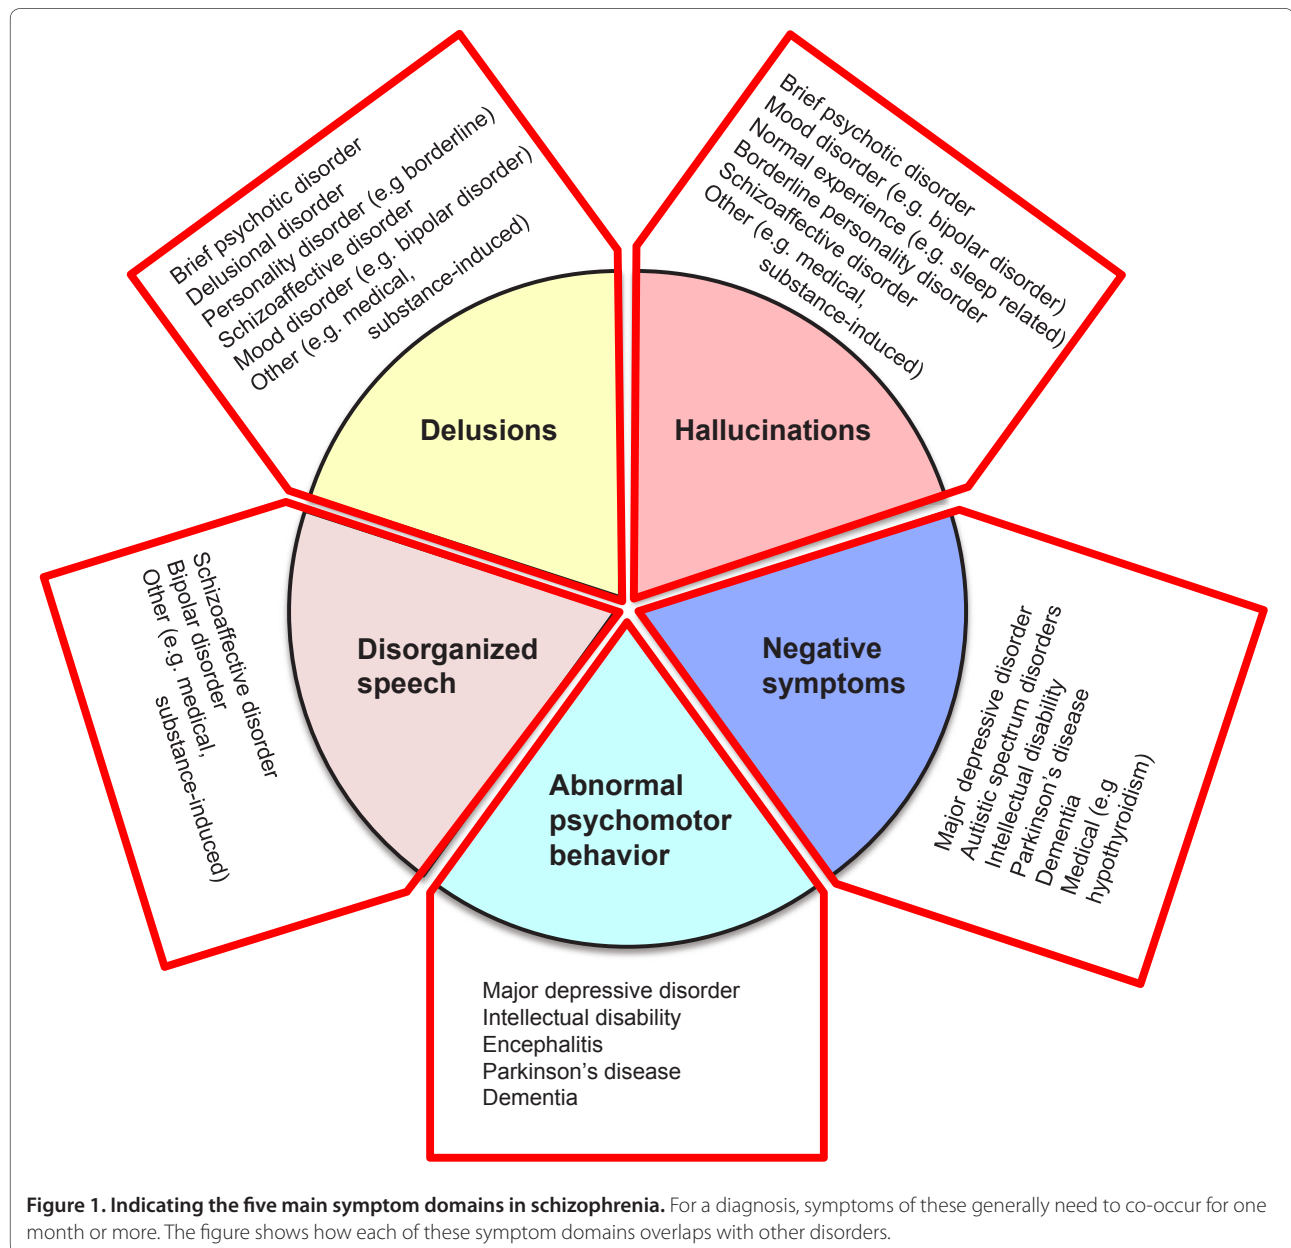 Brief psychotic disorder
Delusional disorder
Personality disorder (e.g borderline)
Schizoaffective disorder
Mood disorder (e.g. bipolar disorder)
Other (e.g. medical,
substance-induced)
Brief psychotic disorder
Mood disorder (e.g. bipolar disorder)
Normal experience (e.g. sleep related)
Borderline personality disorder
Schizoaffective disorder
Other (e.g. medical,
substance-induced)
Delusions
Hallucinations
Schizoaffective disorder
Bipolar disorder
Other (e.g. medical,
substance-induced)
Disorganized
speech
Negative
symptoms
Major depressive disorder
Autistic spectrum disorders
Intellectual disability
Parkinson's disease
Dementia
Medical (e.g
hypothyroidism)
Abnormal
psychomotor
behavior
Major depressive disorder
Intellectual disability
Encephalitis
Parkinson's disease
Dementia
Figure 1. Indicating the five main symptom domains in schizophrenia. For a diagnosis, symptoms of these generally need to co-occur for one
month or more. The figure shows how each of these symptom domains overlaps with other disorders.